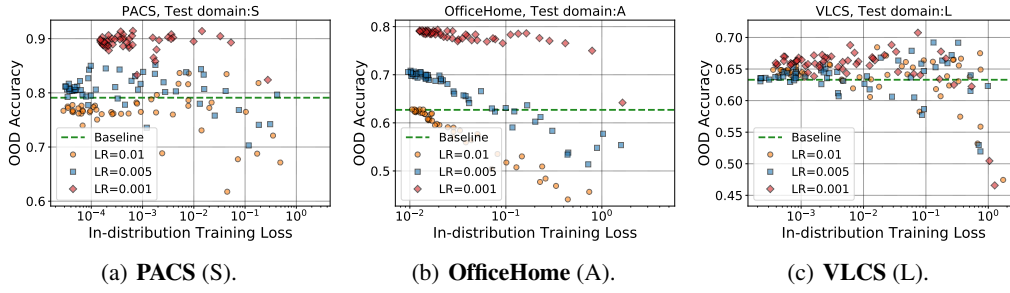 PACS, Test domain:S
OOD Accuracy
0.9
0.8
0.7
0.6
Baseline
LR=0.01
LR=0.005
LR=0.001
10⁻⁴ 10⁻³ 10⁻² 10⁻¹ 10⁰
In-distribution Training Loss
(a) PACS (S).
OfficeHome, Test domain:A
OOD Accuracy
0.8
0.7
0.6
0.5
Baseline
LR=0.01
LR=0.005
LR=0.001
10⁻² 10⁻¹ 10⁰ 10¹
In-distribution Training Loss
(b) OfficeHome (A).
VLCS, Test domain:L
OOD Accuracy
0.70
0.65
0.60
0.55
0.50
0.45
Baseline
LR=0.01
LR=0.005
LR=0.001
10⁻³ 10⁻² 10⁻¹ 10⁰
In-distribution Training Loss
(c) VLCS (L).